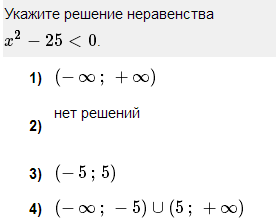 Укажите решение неравенства
x² − 25 < 0.
1) (− ∞ ; + ∞)
2) нет решений
3) (− 5 ; 5)
4) (− ∞ ; − 5) ∪ (5 ; + ∞)